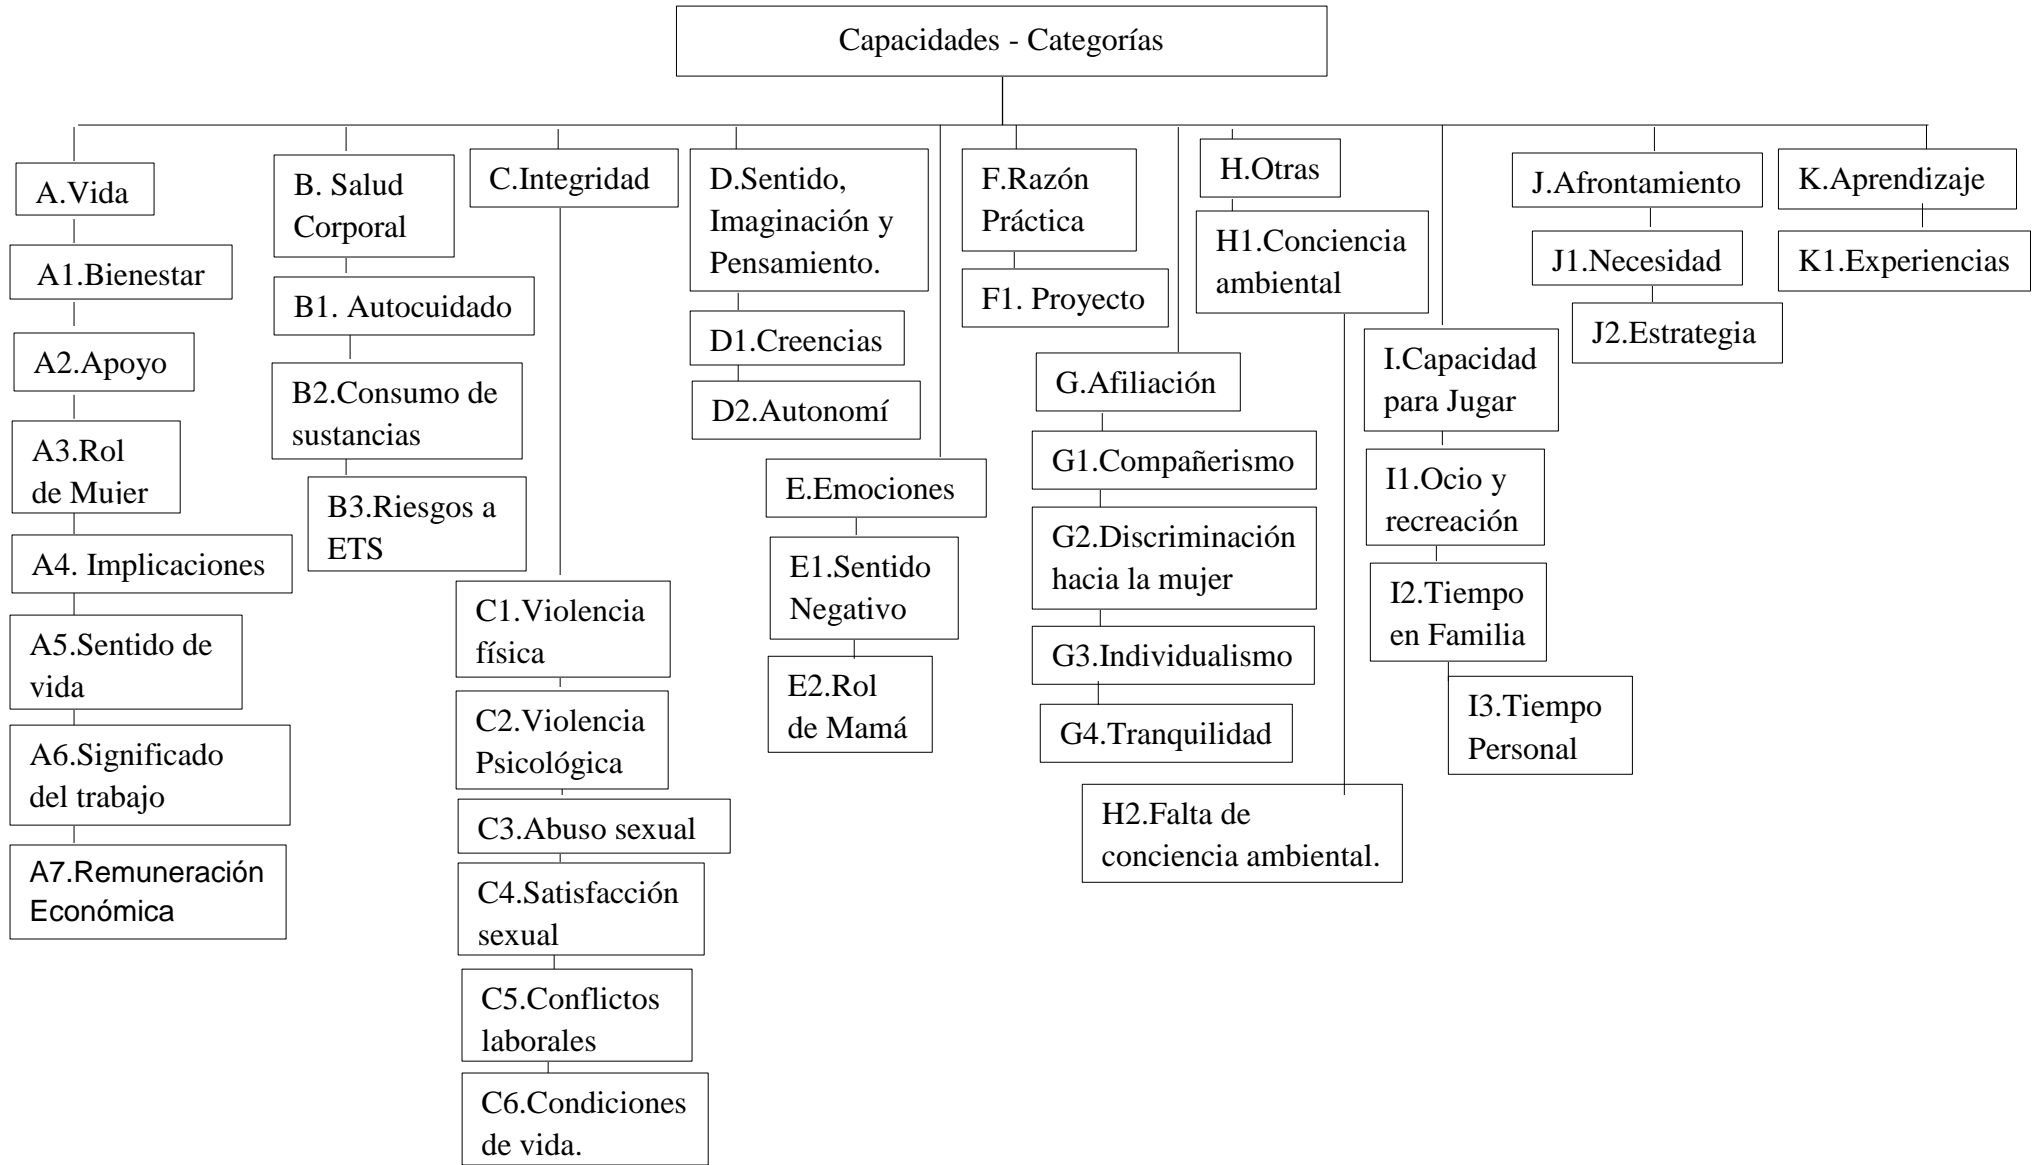 Capacidades - Categorías
A.Vida
A1.Bienestar
A2.Apoyo
A3.Rol
de Mujer
A4. Implicaciones
A5.Sentido de
vida
A6.Significado
del trabajo
A7.Remuneración
Económica
B. Salud
Corporal
B1. Autocuidado
B2.Consumo de
sustancias
B3.Riesgos a
ETS
C.Integridad
C1.Violencia
física
C2.Violencia
Psicológica
C3.Abuso sexual
C4.Satisfacción
sexual
C5.Conflictos
laborales
C6.Condiciones
de vida.
D.Sentido,
Imaginación y
Pensamiento.
D1.Creencias
D2.Autonomí
E.Emociones
E1.Sentido
Negativo
E2.Rol
de Mamá
F.Razón
Práctica
F1. Proyecto
G.Afiliación
G1.Compañerismo
G2.Discriminación
hacia la mujer
G3.Individualismo
G4.Tranquilidad
H.Otras
H1.Conciencia
ambiental
H2.Falta de
conciencia ambiental.
I.Capacidad
para Jugar
I1.Ocio y
recreación
I2.Tiempo
en Familia
I3.Tiempo
Personal
J.Afrontamiento
J1.Necesidad
J2.Estrategia
K.Aprendizaje
K1.Experiencias